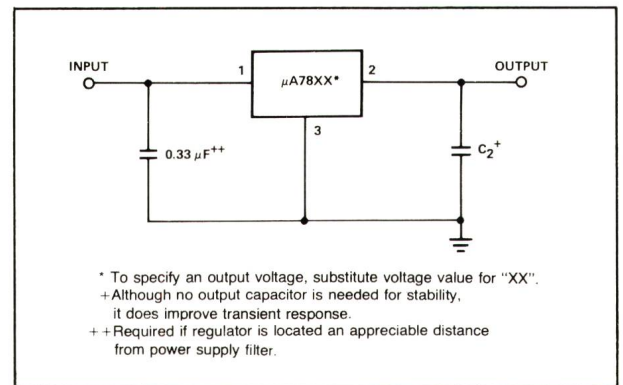 INPUT
1
μA78XX*
2
OUTPUT
3
0.33 μF++
C2+
* To specify an output voltage, substitute voltage value for "XX".
+Although no output capacitor is needed for stability,
it does improve transient response.
++Required if regulator is located an appreciable distance
from power supply filter.